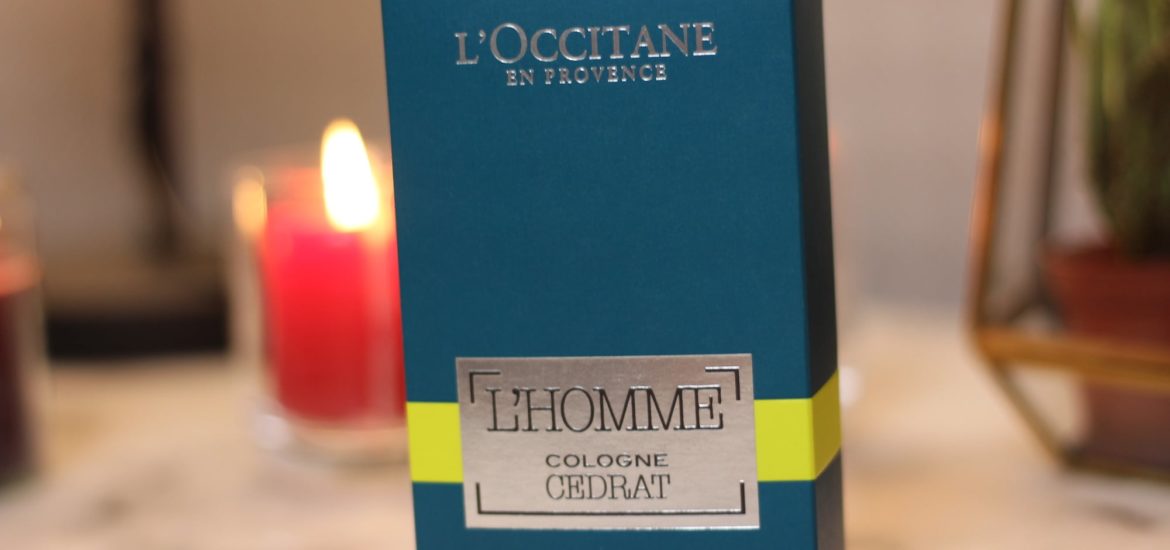 L'OCCITANE
EN PROVENCE
L'HOMME
COLOGNE
CEDRAT